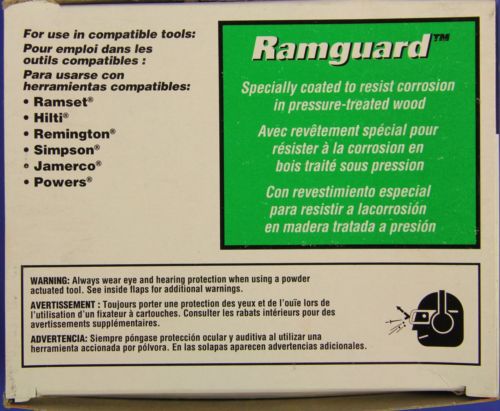 For use in compatible tools:
Pour emploi dans les
outils compatibles :
Para usarse con
herramientas compatibles:
• Ramset®
• Hilti®
• Remington®
• Simpson®
• Jamerco®
• Powers®
Ramguard™
Specially coated to resist corrosion
in pressure-treated wood
Avec revêtement spécial pour
résister à la corrosion en
bois traité sous pression
Con revestimiento especial
para resistir a lacorrosión
en madera tratada a presión
WARNING: Always wear eye and hearing protection when using a powder
actuated tool. See inside flaps for additional warnings.
AVERTISSEMENT : Toujours porter une protection des yeux et de l'ouïe lors de
l'utilisation d'un fixateur à cartouches. Consulter les rabats intérieurs pour des
avertissements supplémentaires.
ADVERTENCIA: Siempre póngase protección ocular y auditiva al utilizar una
herramienta accionada por pólvora. En las solapas aparecen advertencias adicionales.